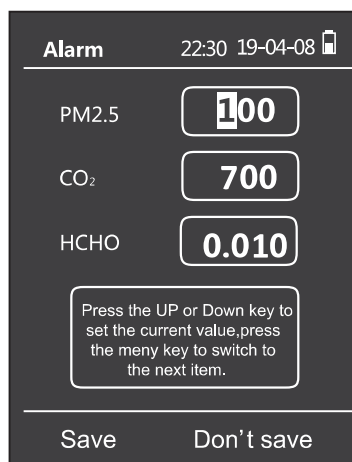 Alarm 22:30 19-04-08
PM2.5 100
CO₂ 700
HCHO 0.010
Press the UP or Down key to
set the current value,press
the meny key to switch to
the next item.
Save Don't save